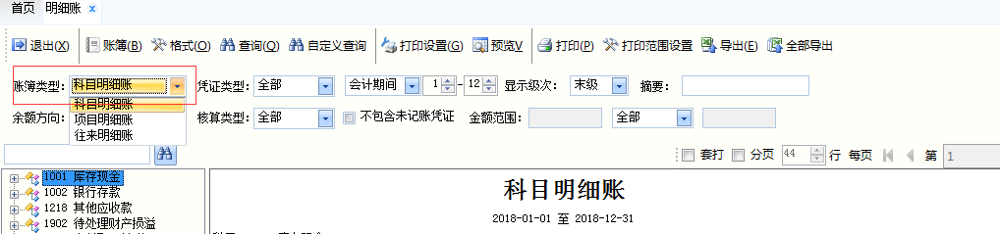 首页 明细账 x
退出(X) 账簿(B) 格式(O) 查询(Q) 自定义查询 打印设置(G) 预览V 打印(P) 打印范围设置 导出(E) 全部导出
账簿类型: 科目明细账 凭证类型: 全部 会计期间 1 - 12 显示级次: 末级 摘要:
科目明细账
项目明细账
往来明细账
余额方向: 核算类型: 全部 不包含未记账凭证 金额范围: 全部
套打 分页 44 行 每页 第 1
1001 库存现金
1002 银行存款
1218 其他应收款
1902 待处理财产损溢
科目明细账
2018-01-01 至 2018-12-31